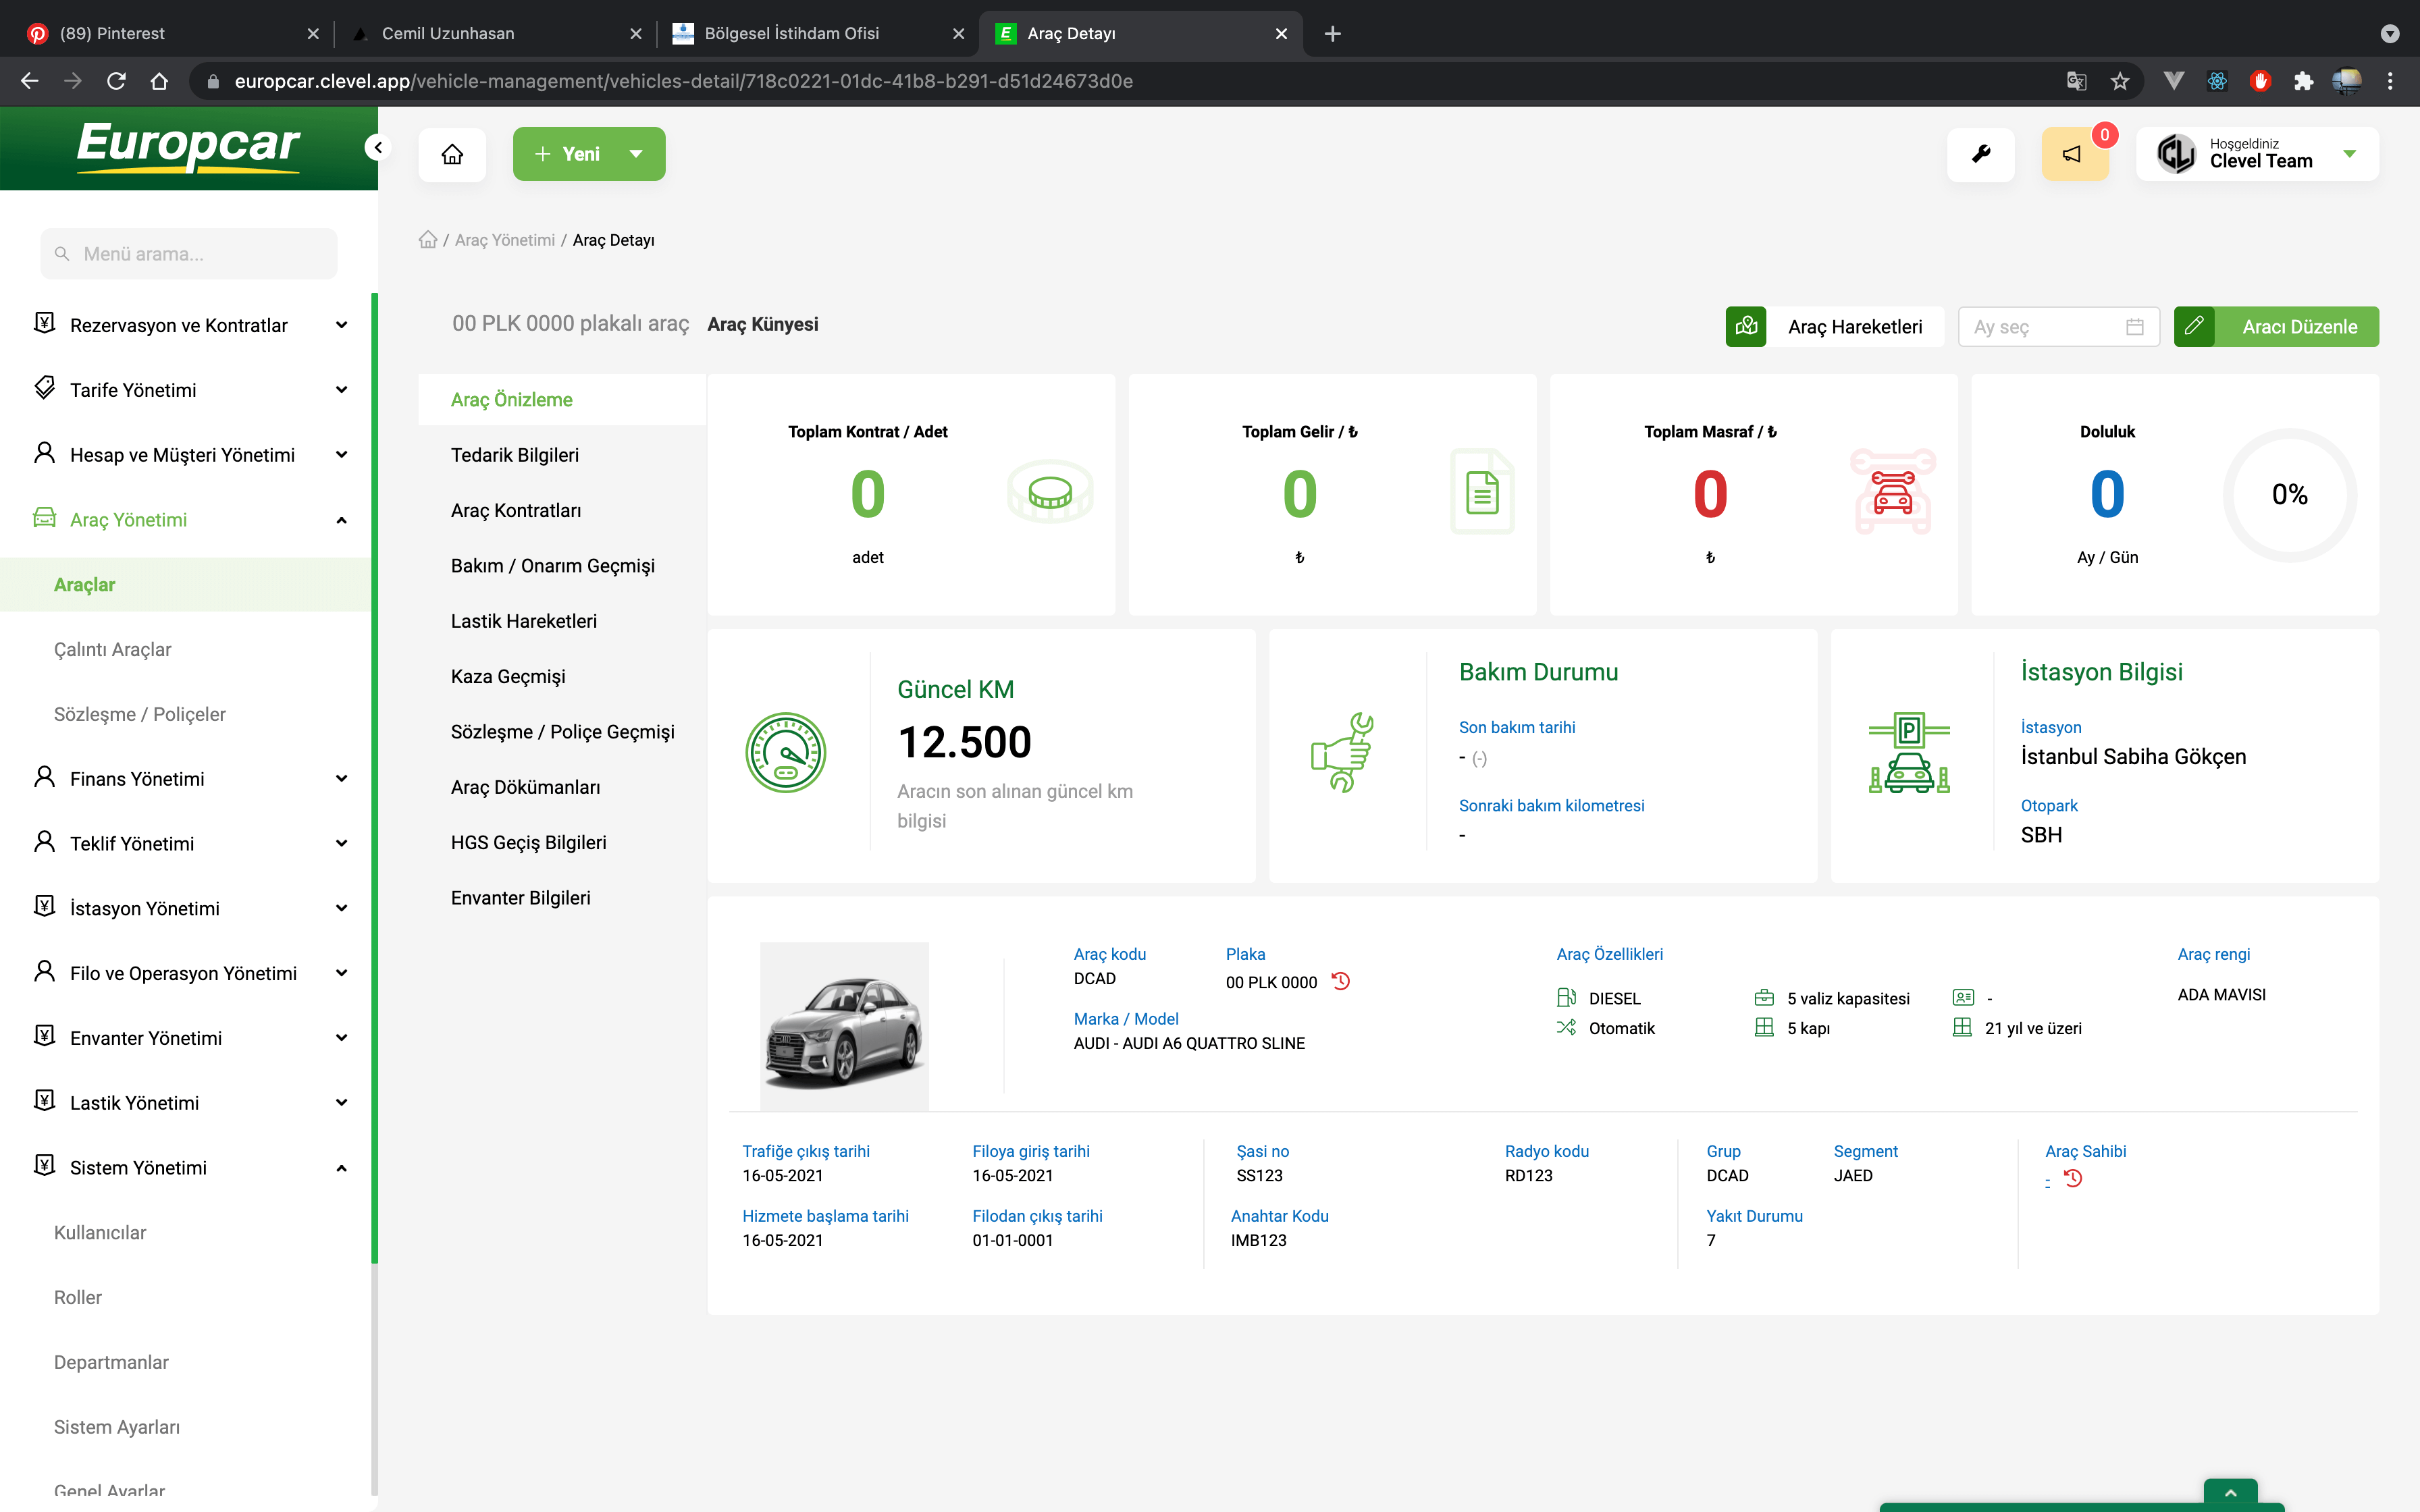 (89) Pinterest
Cemil Uzunhasan
Bölgesel İstihdam Ofisi
Araç Detayı
europcar.clevel.app/vehicle-management/vehicles-detail/718c0221-01dc-41b8-b291-d51d24673d0e
Europcar
Yeni
0
Hoşgeldiniz
Clevel Team
Menü arama...
/ Araç Yönetimi / Araç Detayı
Rezervasyon ve Kontratlar
Tarife Yönetimi
Hesap ve Müşteri Yönetimi
Araç Yönetimi
Araçlar
Çalıntı Araçlar
Sözleşme / Poliçeler
Finans Yönetimi
Teklif Yönetimi
İstasyon Yönetimi
Filo ve Operasyon Yönetimi
Envanter Yönetimi
Lastik Yönetimi
Sistem Yönetimi
Kullanıcılar
Roller
Departmanlar
Sistem Ayarları
Genel Ayarlar
00 PLK 0000 plakalı araç Araç Künyesi
Araç Hareketleri
Ay seç
Aracı Düzenle
Araç Önizleme
Tedarik Bilgileri
Araç Kontratları
Bakım / Onarım Geçmişi
Lastik Hareketleri
Kaza Geçmişi
Sözleşme / Poliçe Geçmişi
Araç Dökümanları
HGS Geçiş Bilgileri
Envanter Bilgileri
Toplam Kontrat / Adet
0
adet
Toplam Gelir / ₺
0
₺
Toplam Masraf / ₺
0
₺
Doluluk
0
Ay / Gün
0%
Güncel KM
12.500
Aracın son alınan güncel km
bilgisi
Bakım Durumu
Son bakım tarihi
- (-)
Sonraki bakım kilometresi
-
İstasyon Bilgisi
İstasyon
İstanbul Sabiha Gökçen
Otopark
SBH
Araç kodu
DCAD
Plaka
00 PLK 0000
Marka / Model
AUDI - AUDI A6 QUATTRO SLINE
Araç Özellikleri
DIESEL
5 valiz kapasitesi
-
Otomatik
5 kapı
21 yıl ve üzeri
Araç rengi
ADA MAVISI
Trafiğe çıkış tarihi
16-05-2021
Filoya giriş tarihi
16-05-2021
Hizmete başlama tarihi
16-05-2021
Filodan çıkış tarihi
01-01-0001
Şasi no
SS123
Radyo kodu
RD123
Anahtar Kodu
IMB123
Grup
DCAD
Segment
JAED
Yakıt Durumu
7
Araç Sahibi
-